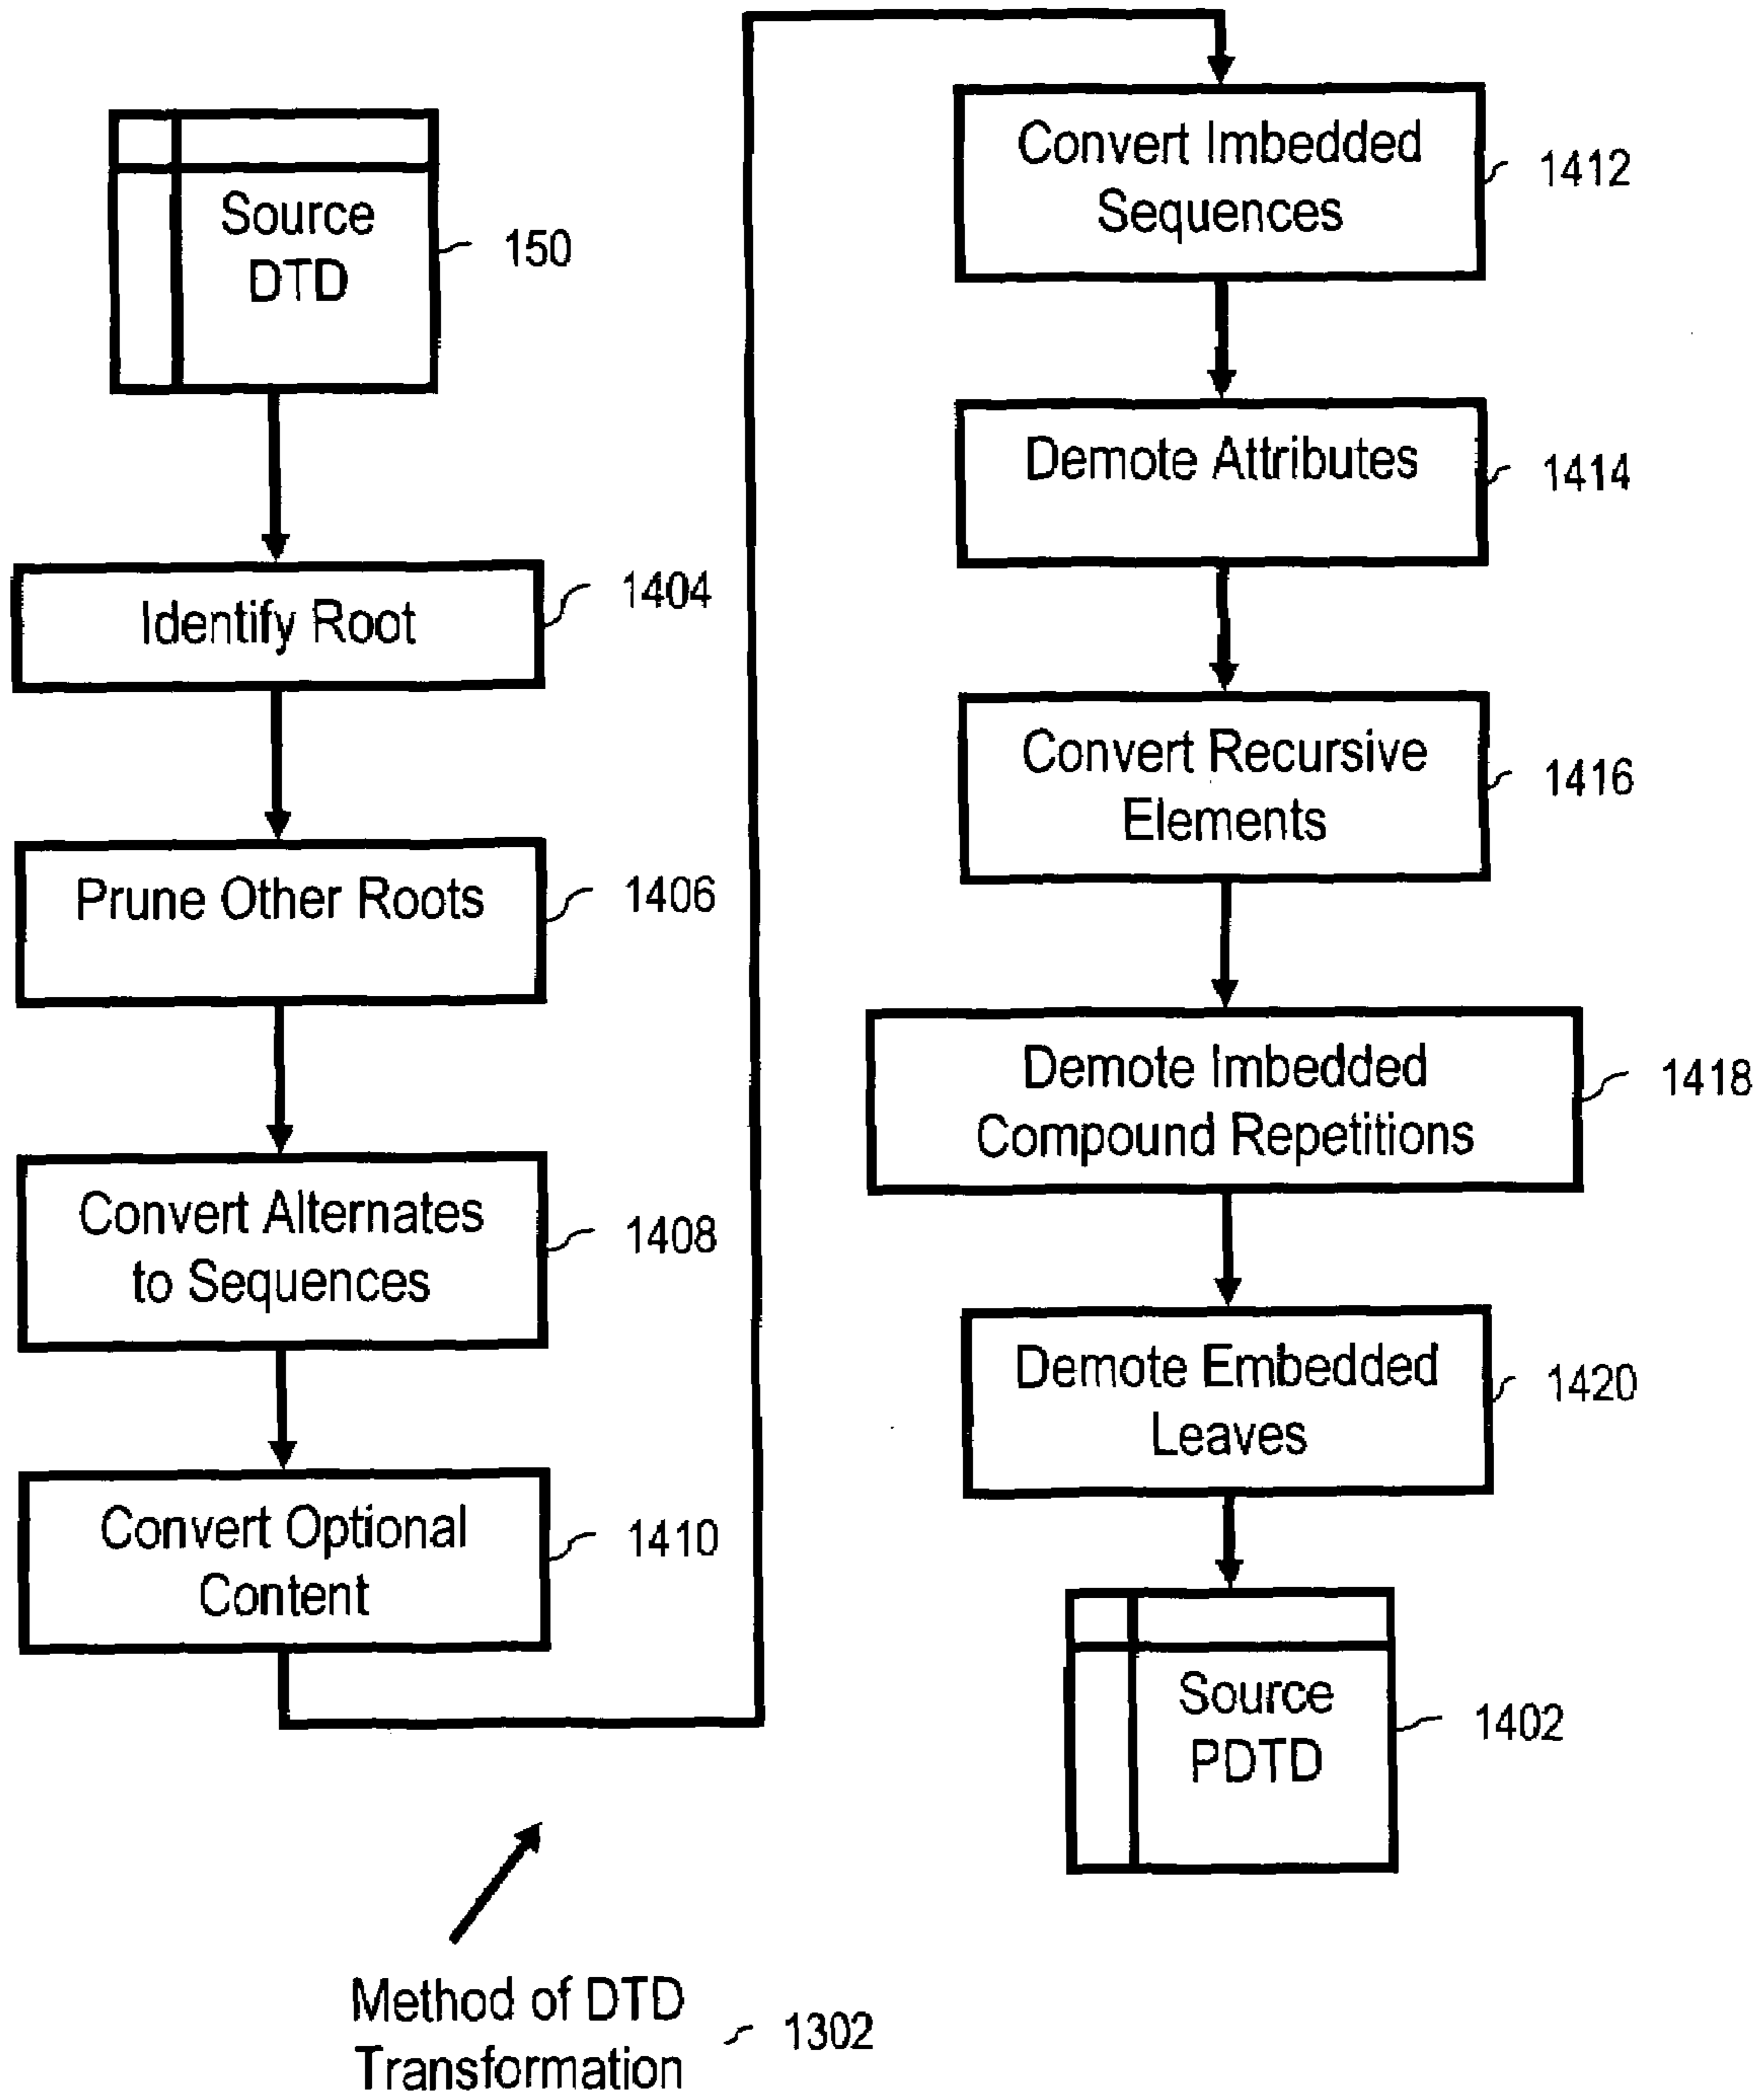 Source
DTD
150
Identify Root
1404
Prune Other Roots
1406
Convert Alternates
to Sequences
1408
Convert Optional
Content
1410
Convert Imbedded
Sequences
1412
Demote Attributes
1414
Convert Recursive
Elements
1416
Demote Imbedded
Compound Repetitions
1418
Demote Embedded
Leaves
1420
Source
PDTD
1402
Method of DTD
Transformation
1302